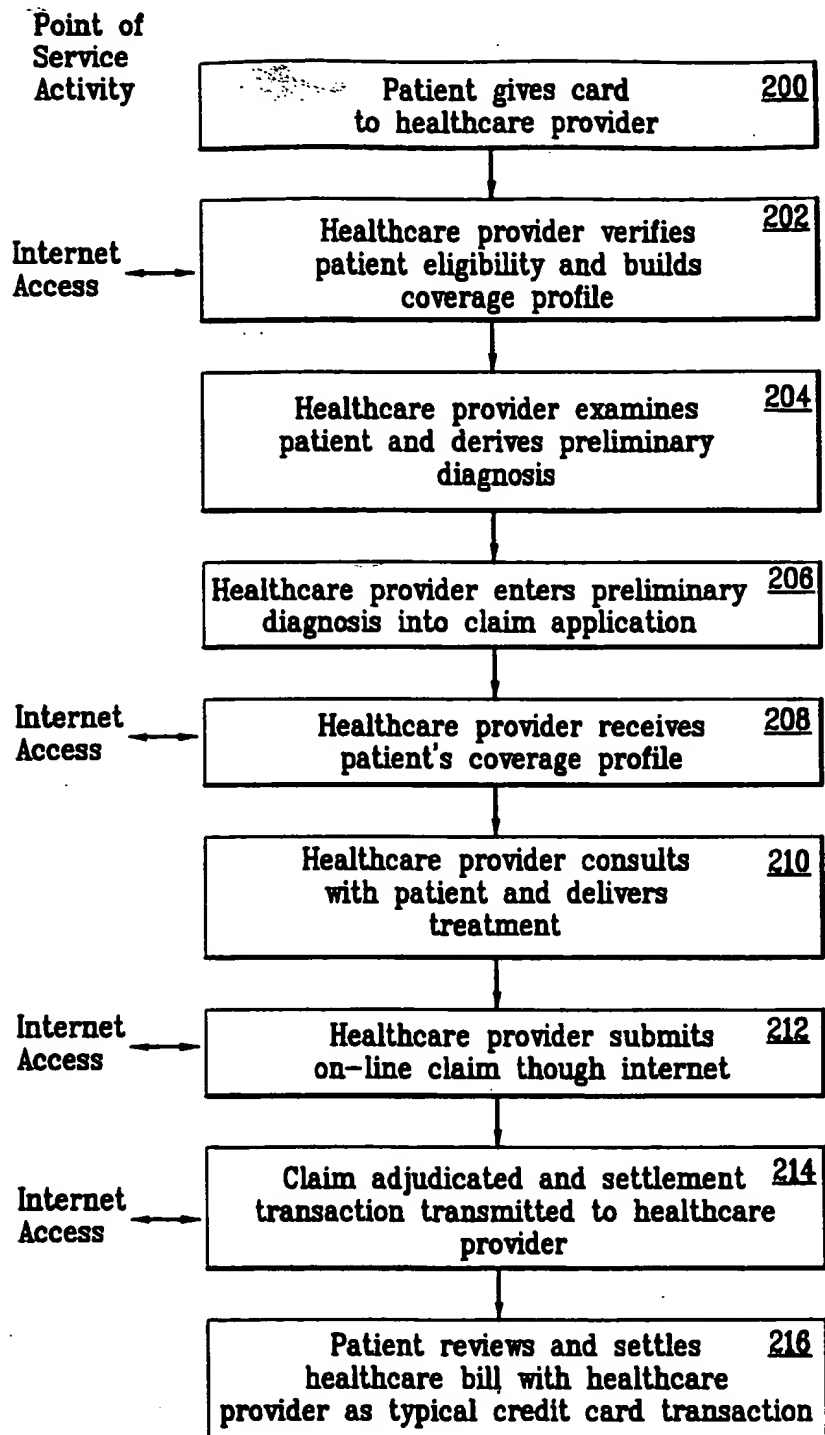 Point of
Service
Activity
Patient gives card
to healthcare provider
200
Internet
Access
Healthcare provider verifies
patient eligibility and builds
coverage profile
202
Healthcare provider examines
patient and derives preliminary
diagnosis
204
Healthcare provider enters preliminary
diagnosis into claim application
206
Internet
Access
Healthcare provider receives
patient's coverage profile
208
Healthcare provider consults
with patient and delivers
treatment
210
Internet
Access
Healthcare provider submits
on-line claim though internet
212
Internet
Access
Claim adjudicated and settlement
transaction transmitted to healthcare
provider
214
Patient reviews and settles
healthcare bill with healthcare
provider as typical credit card transaction
216